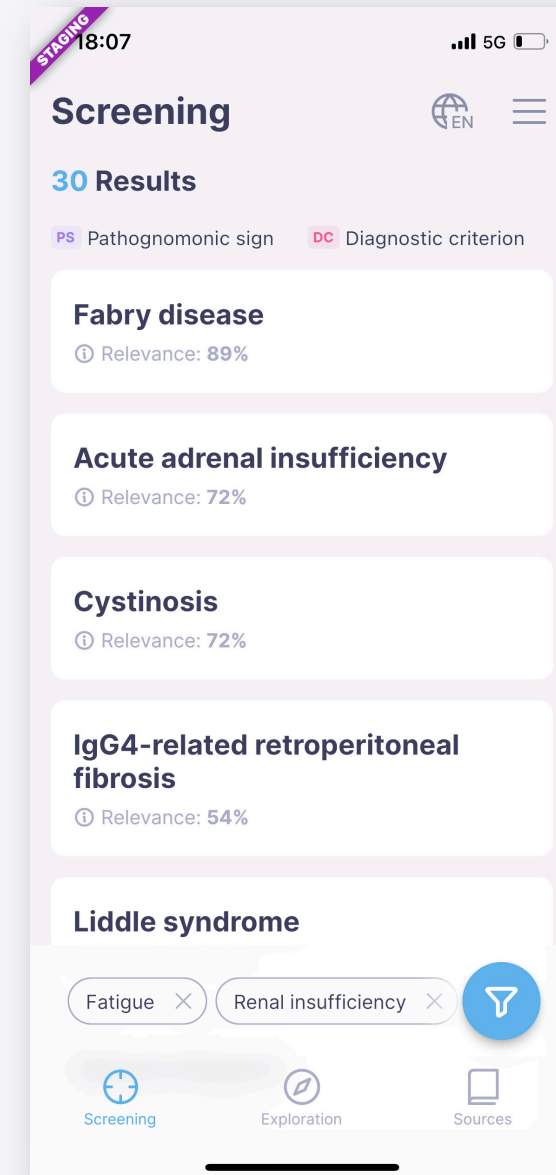 STAGING
18:07
5G
Screening
EN
30 Results
PS Pathognomonic sign DC Diagnostic criterion
Fabry disease
Relevance: 89%
Acute adrenal insufficiency
Relevance: 72%
Cystinosis
Relevance: 72%
IgG4-related retroperitoneal
fibrosis
Relevance: 54%
Liddle syndrome
Fatigue Renal insufficiency
Screening Exploration Sources